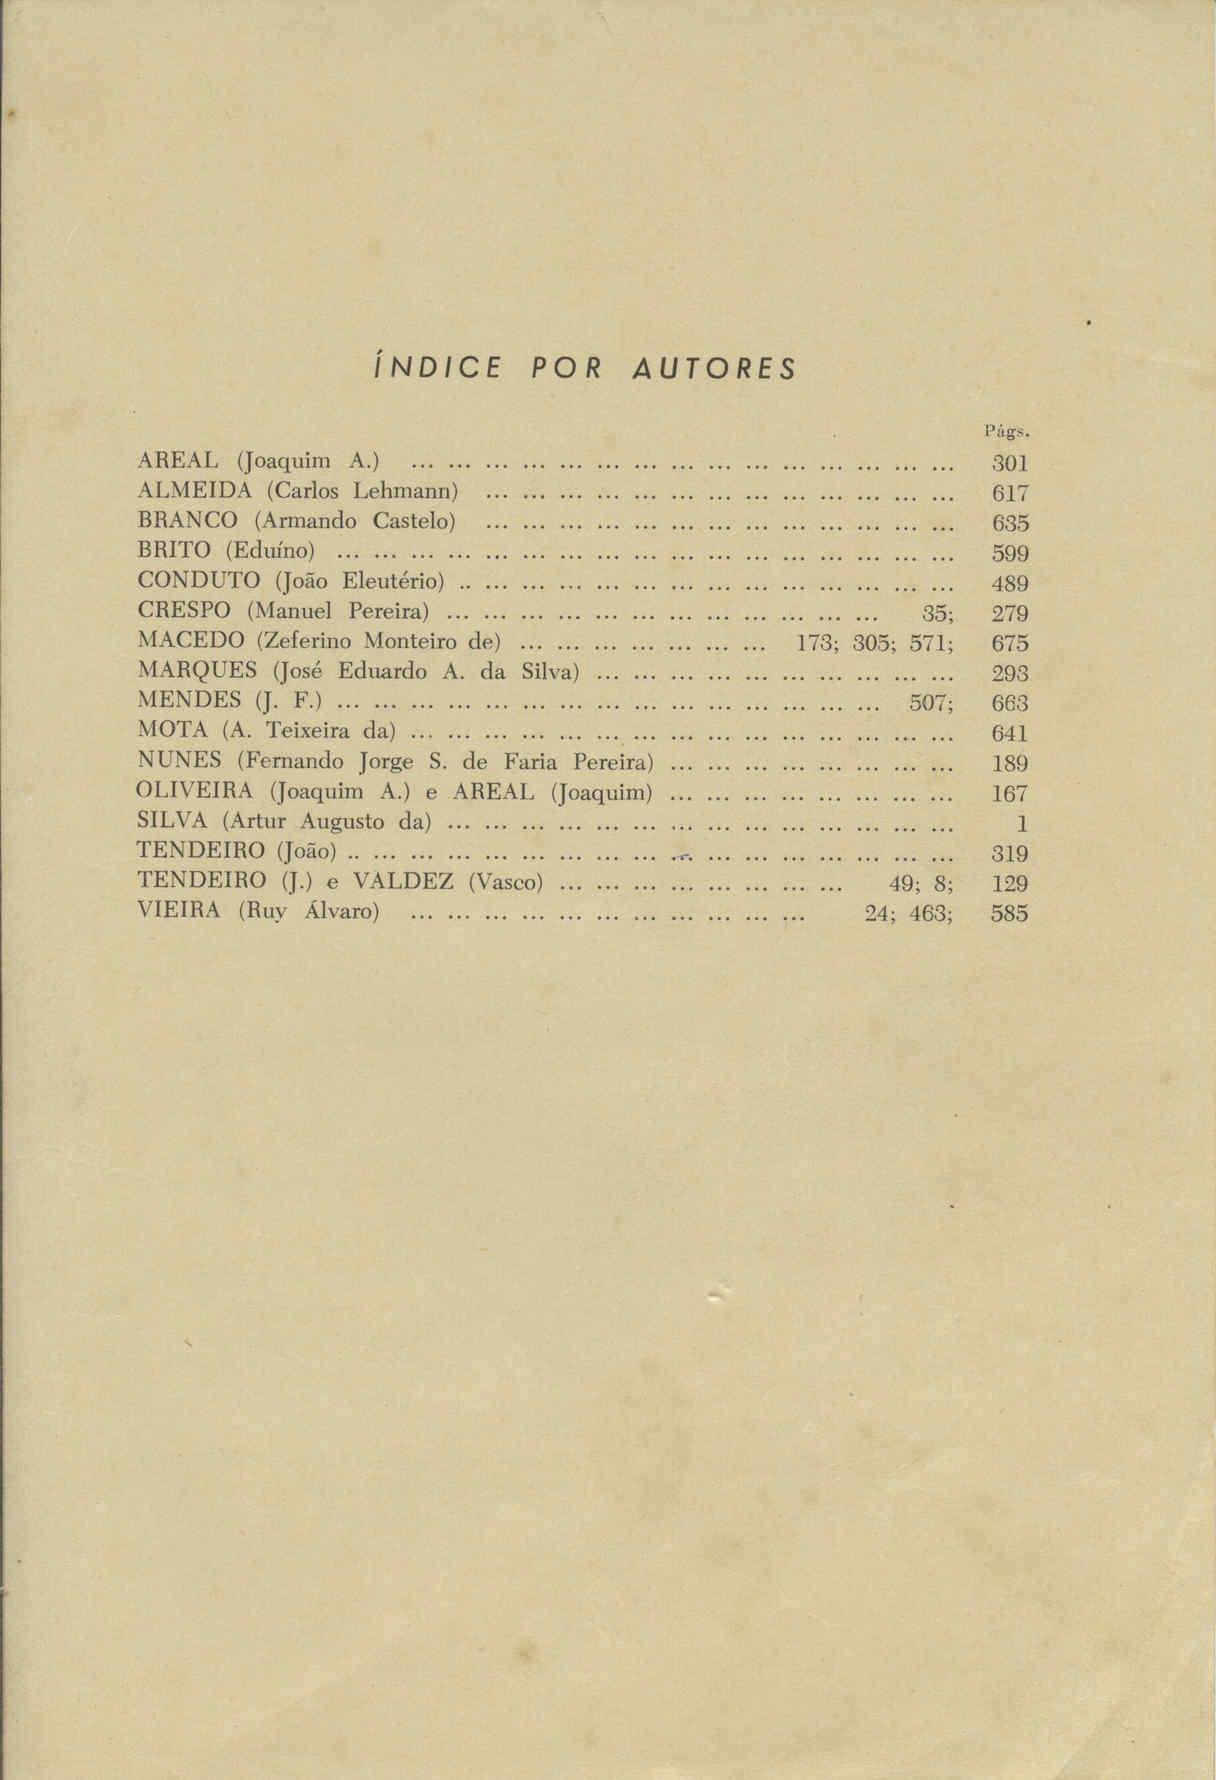 ÍNDICE POR AUTORES
Págs.
AREAL (Joaquim A.) ... ... ... ... ... ... ... ... ... ... ... ... ... ... ... 301
ALMEIDA (Carlos Lehmann) ... ... ... ... ... ... ... ... ... ... ... ... ... 617
BRANCO (Armando Castelo) ... ... ... ... ... ... ... ... ... ... ... ... ... 635
BRITO (Eduíno) ... ... ... ... ... ... ... ... ... ... ... ... ... ... ... ... ... 599
CONDUTO (João Eleutério) .. ... ... ... ... ... ... ... ... ... ... ... ... ... 489
CRESPO (Manuel Pereira) ... ... ... ... ... ... ... ... ... ... ... ... 35; 279
MACEDO (Zeferino Monteiro de) ... ... ... ... ... ... ... 173; 305; 571; 675
MARQUES (José Eduardo A. da Silva) ... ... ... ... ... ... ... ... ... ... 293
MENDES (J. F.) ... ... ... ... ... ... ... ... ... ... ... ... ... ... ... 507; 663
MOTA (A. Teixeira da) ... ... ... ... ... ... ... ... ... ... ... ... ... ... ... 641
NUNES (Fernando Jorge S. de Faria Pereira) ... ... ... ... ... ... ... ... 189
OLIVEIRA (Joaquim A.) e AREAL (Joaquim) ... ... ... ... ... ... ... ... 167
SILVA (Artur Augusto da) ... ... ... ... ... ... ... ... ... ... ... ... ... ... 1
TENDEIRO (João) .. ... ... ... ... ... ... ... ... ... ... ... ... ... ... ... ... 319
TENDEIRO (J.) e VALDEZ (Vasco) ... ... ... ... ... ... ... ... 49; 8; 129
VIEIRA (Ruy Álvaro) ... ... ... ... ... ... ... ... ... ... ... 24; 463; 585